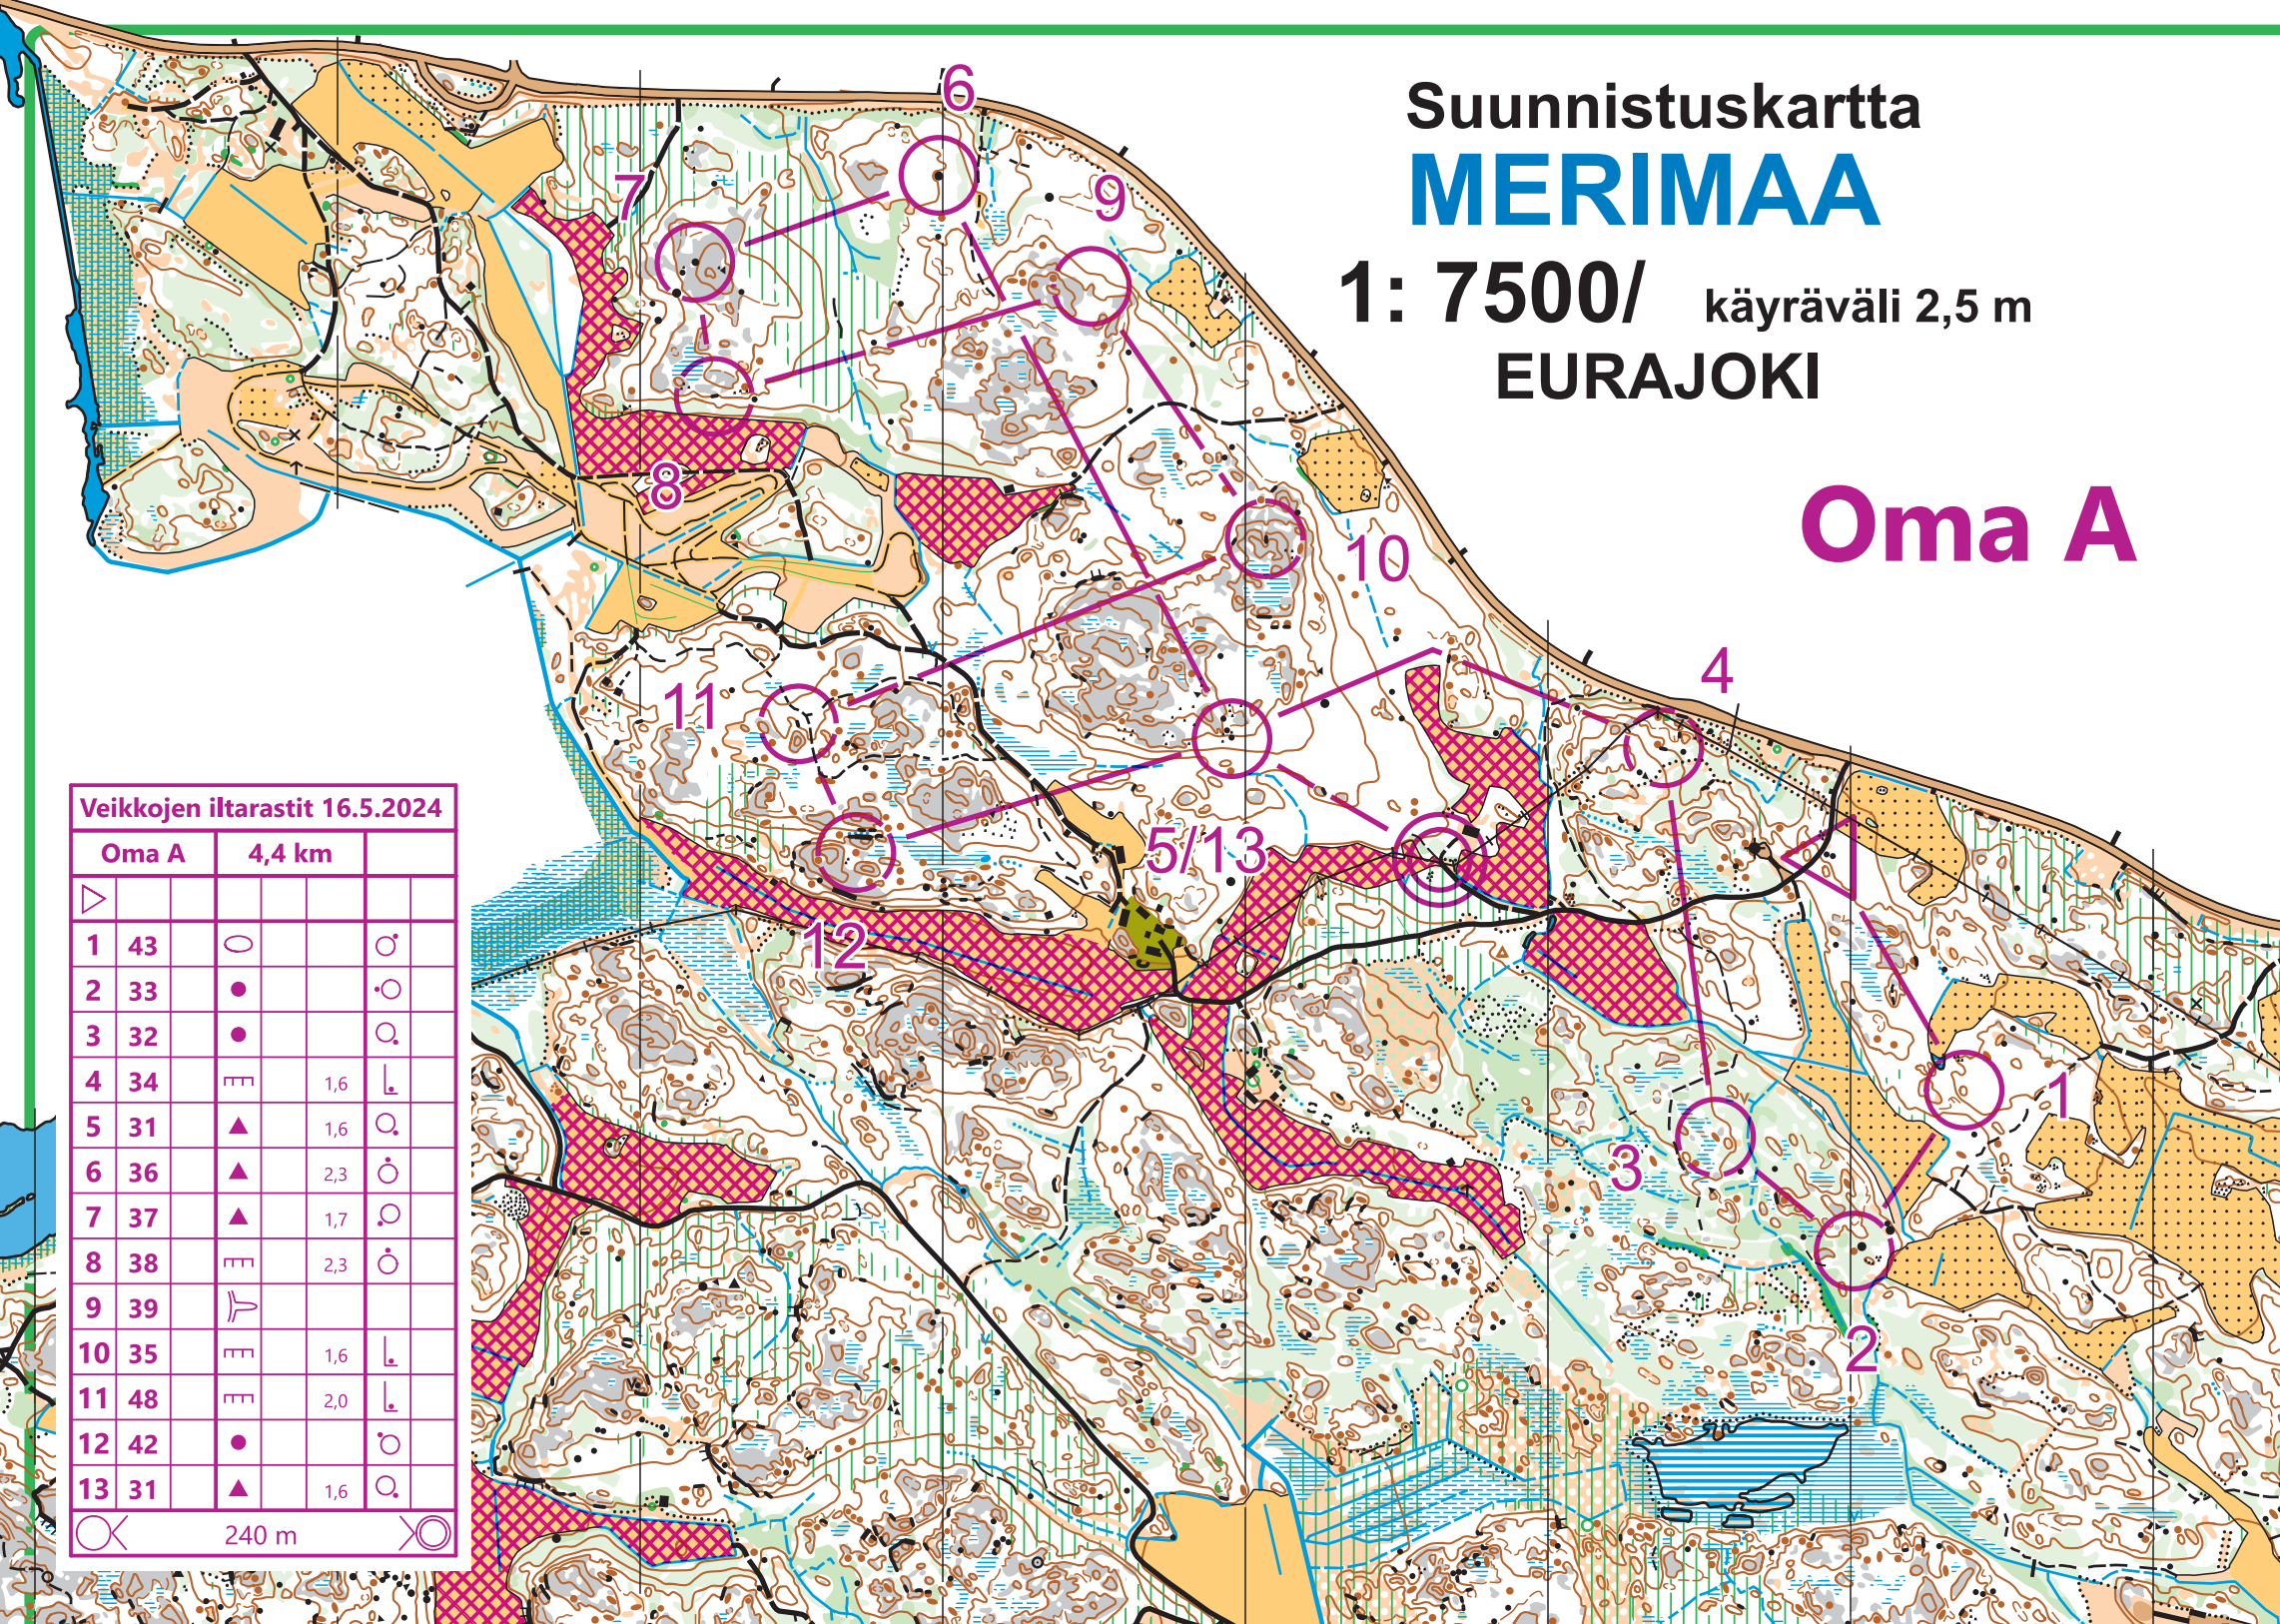 Suunnistuskartta
MERIMAA
1: 7500/ käyräväli 2,5 m
EURAJOKI
Oma A
6
7
9
8
10
4
11
5/13
12
1
3
2
Veikkojen iltarastit 16.5.2024
Oma A 4,4 km
1 43
2 33
3 32
4 34 1,6
5 31 1,6
6 36 2,3
7 37 1,7
8 38 2,3
9 39
10 35 1,6
11 48 2,0
12 42
13 31 1,6
240 m